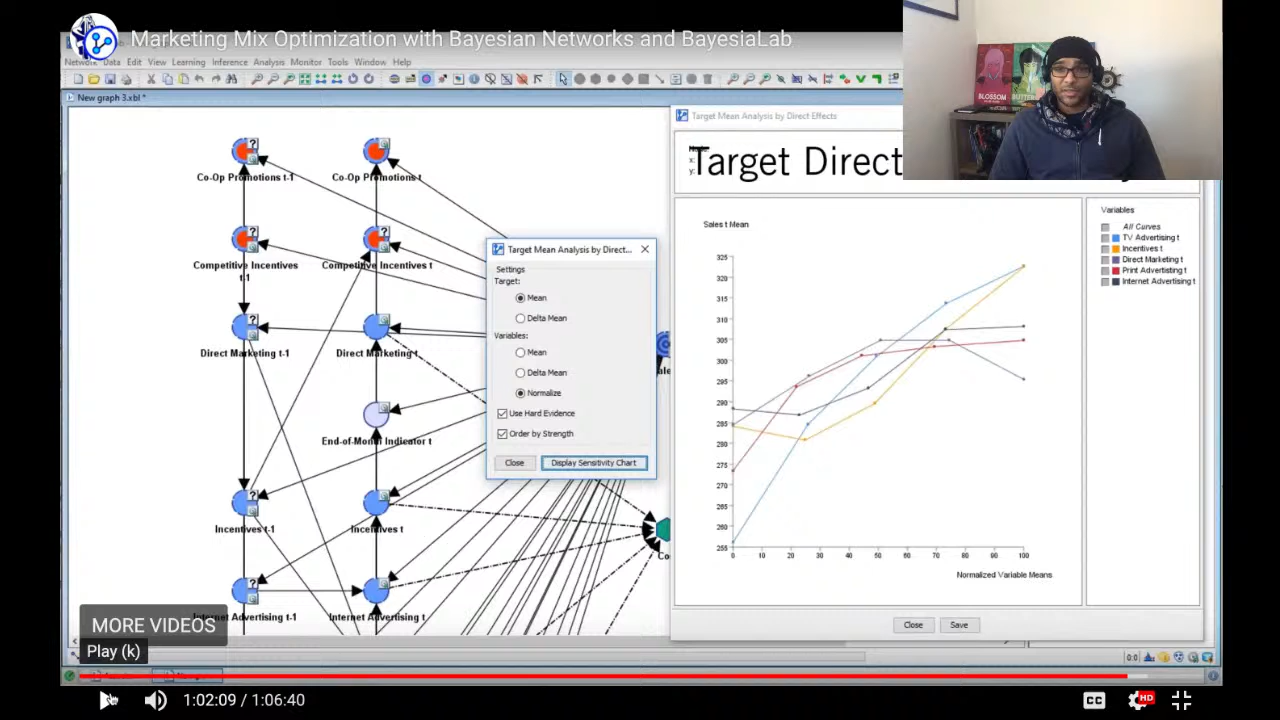 Marketing Mix Optimization with Bayesian Networks and BayesiaLab
Network Data Edit View Learning Inference Analysis Monitor Tools Window Help
New graph 3.xbl *
Co-Op Promotions t-1
Co-Op Promotions t
Competitive Incentives
t-1
Competitive Incentives t
Direct Marketing t-1
Direct Marketing t
End-of-Month Indicator t
Incentives t-1
Incentives t
Internet Advertising t-1
Internet Advertising t
Target Mean Analysis by Direct...
Settings
Target:
Mean
Delta Mean
Variables:
Mean
Delta Mean
Normalize
Use Hard Evidence
Order by Strength
Close
Display Sensitivity Chart
Target Mean Analysis by Direct Effects
Target Direct
x:
y:
BLOSSOM
Sales t Mean
325
320
315
310
305
300
295
290
285
280
275
270
265
260
255
0 10 20 30 40 50 60 70 80 90 100
Normalized Variable Means
Variables
All Curves
TV Advertising t
Incentives t
Direct Marketing t
Print Advertisting t
Internet Advertising t
Close
Save
MORE VIDEOS
Play (k)
1:02:09 / 1:06:40
CC
HD